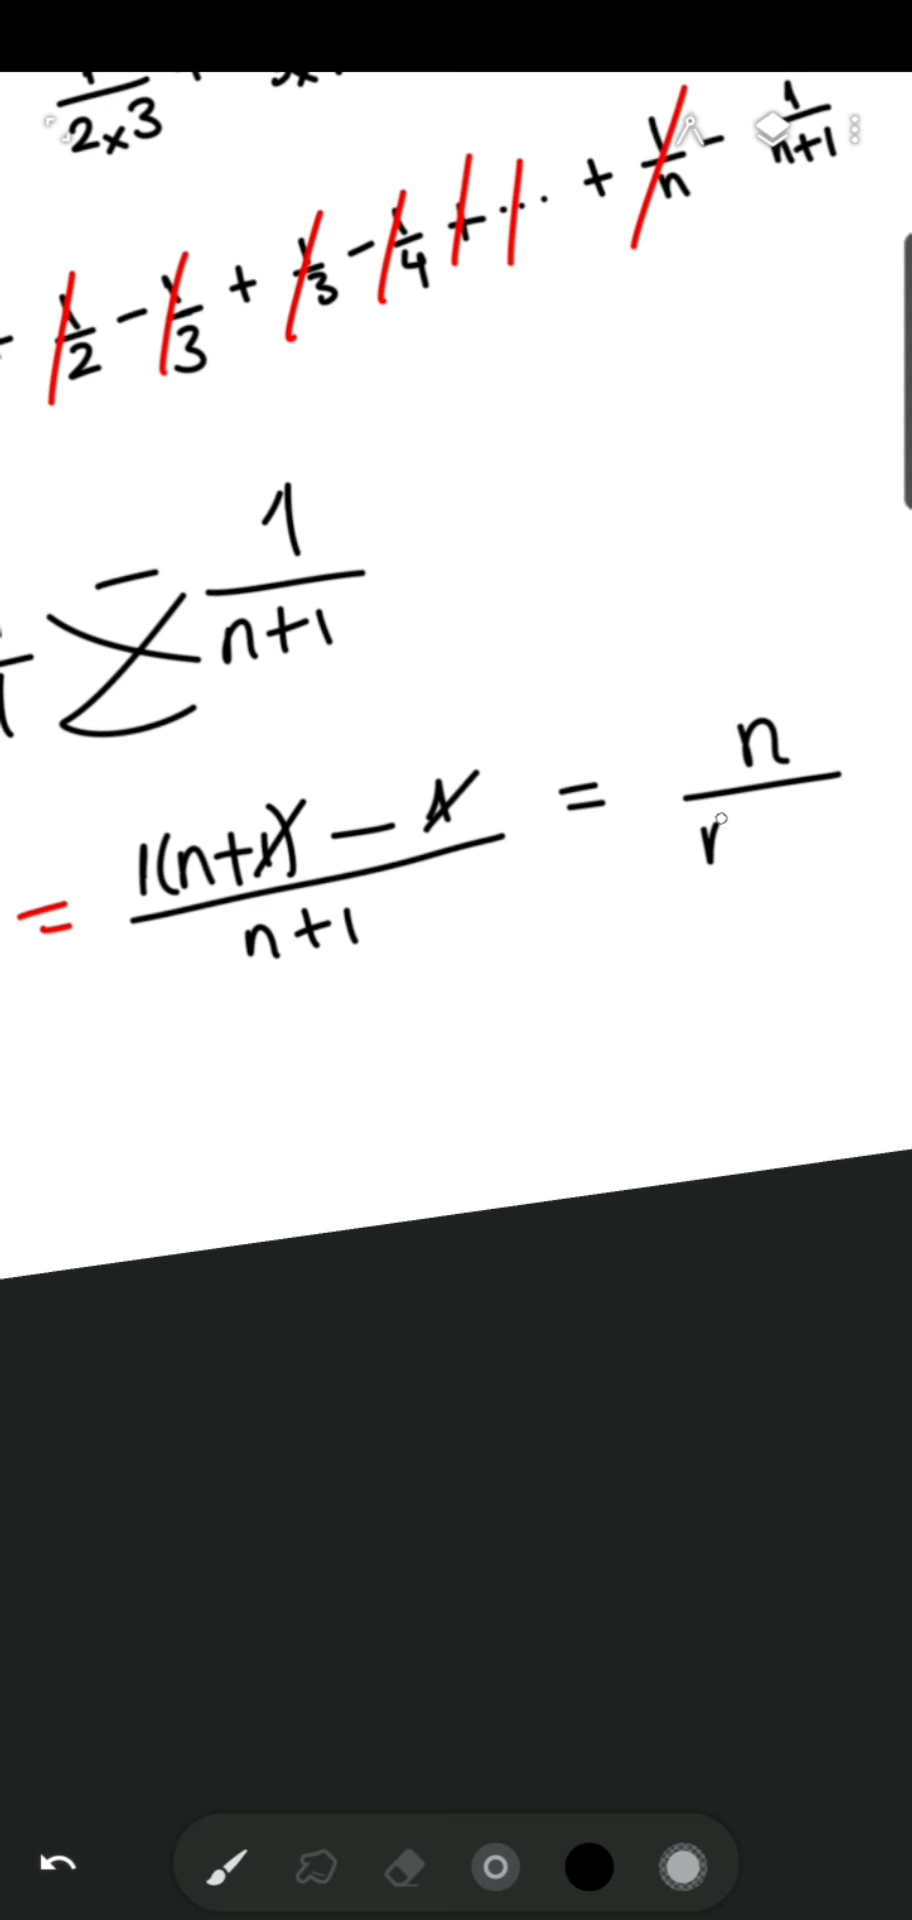 1/2×3
1/2 - 1/3 + 1/3 - 1/4 + ... + 1/n - 1/n+1
- 1/n+1
= 1(n+1) - 1/n+1 = n/